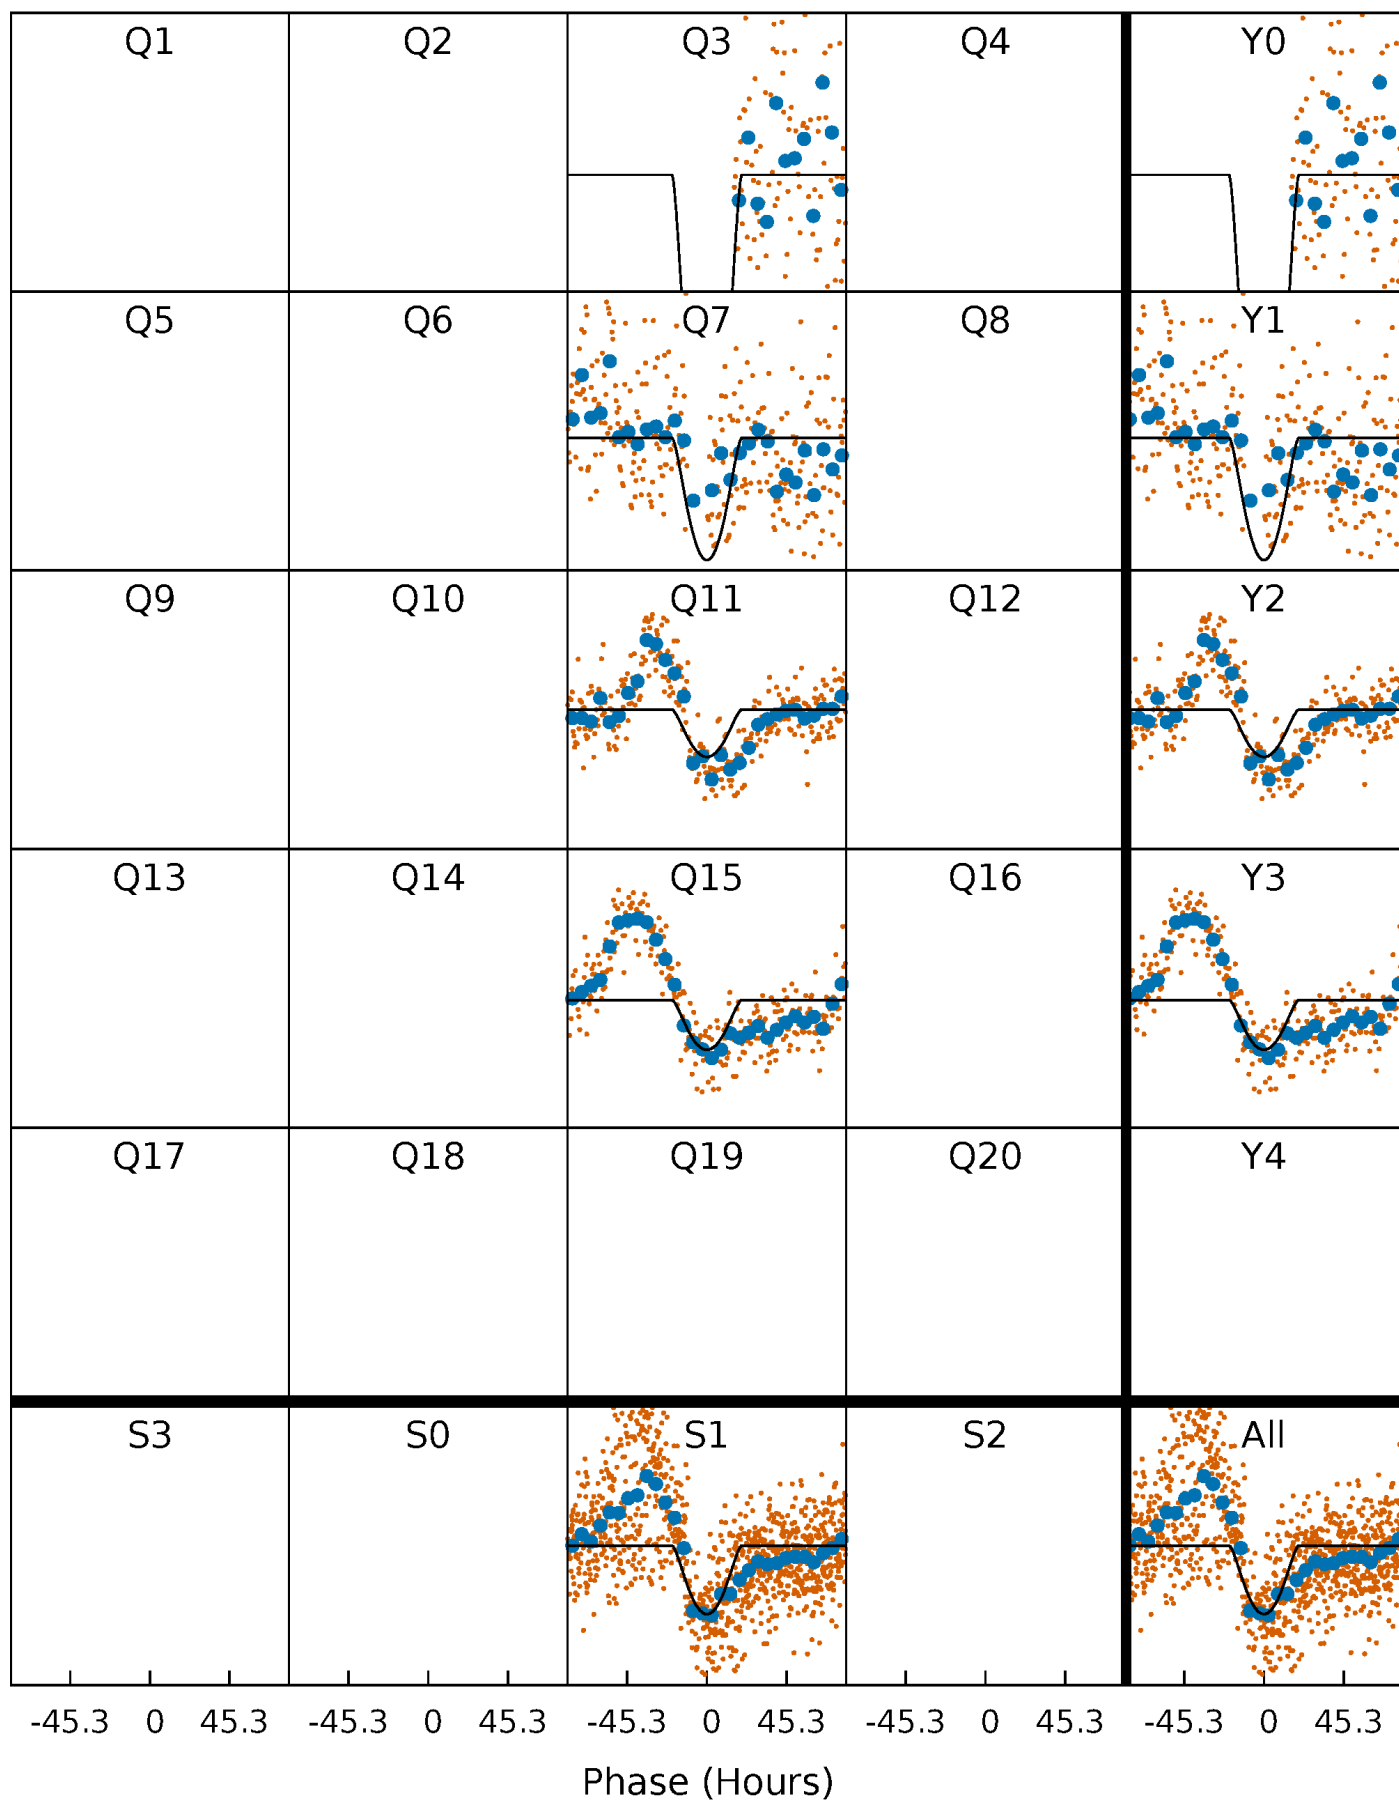 Q1 Q2 Q3 Q4 Y0
Q5 Q6 Q7 Q8 Y1
Q9 Q10 Q11 Q12 Y2
Q13 Q14 Q15 Q16 Y3
Q17 Q18 Q19 Q20 Y4
S3 S0 S1 S2 All
-45.3 0 45.3 -45.3 0 45.3 -45.3 0 45.3 -45.3 0 45.3 -45.3 0 45.3
Phase (Hours)